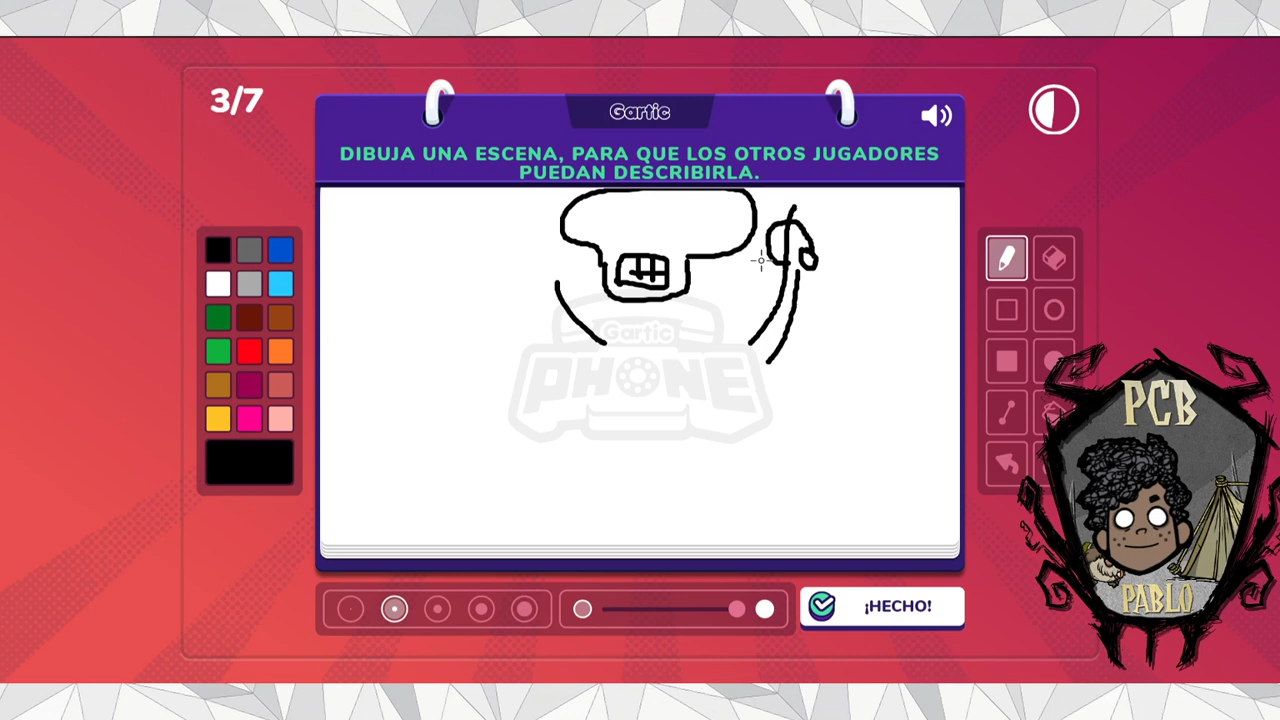 3/7
Gartic
DIBUJA UNA ESCENA, PARA QUE LOS OTROS JUGADORES
PUEDAN DESCRIBIRLA.
Gartic
PHONE
PCB
PABLO
¡HECHO!